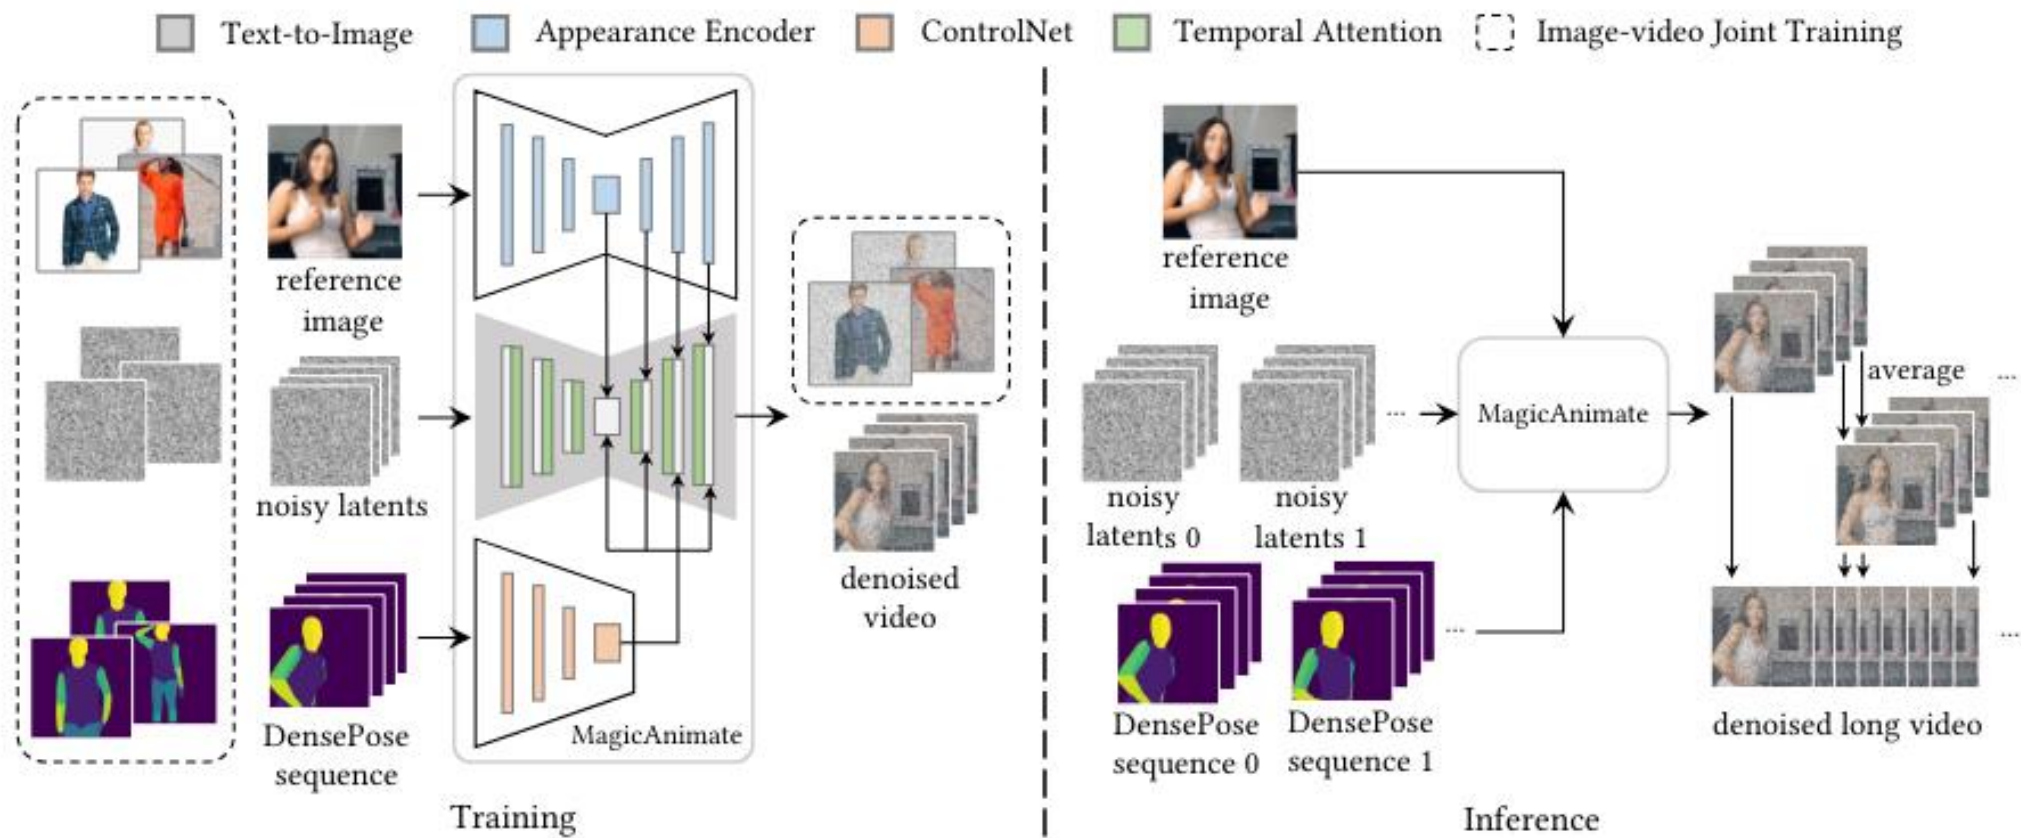 Text-to-Image
Appearance Encoder
ControlNet
Temporal Attention
Image-video Joint Training
reference
image
noisy latents
DensePose
sequence
MagicAnimate
denoised
video
Training
reference
image
noisy
latents 0
noisy
latents 1
...
DensePose
sequence 0
DensePose
sequence 1
...
MagicAnimate
average
...
...
denoised long video
Inference